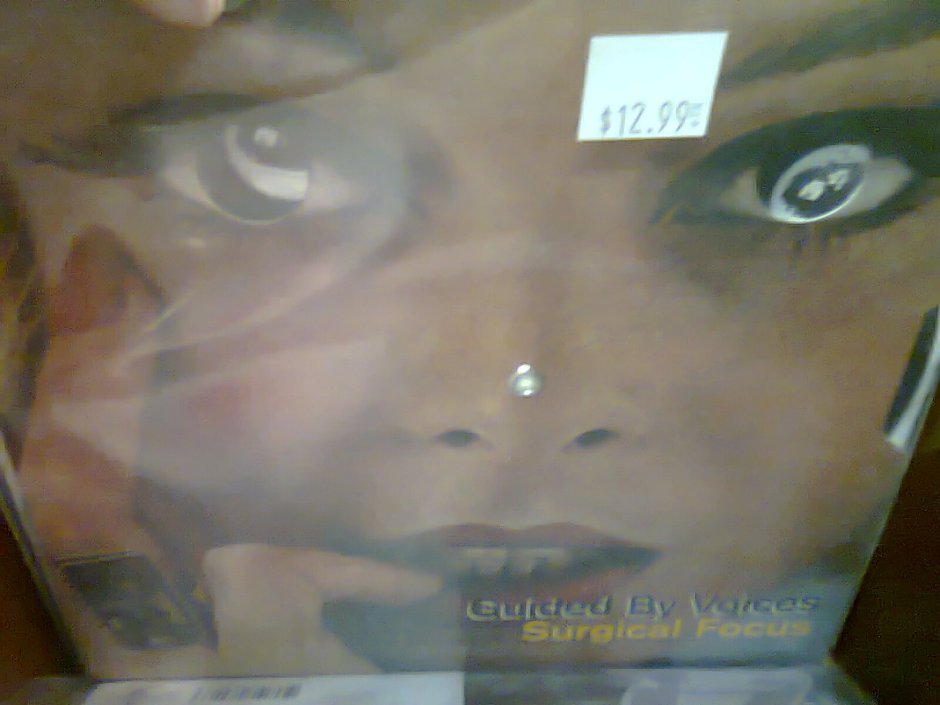 $12.99
Guided By Voices
Surgical Focus